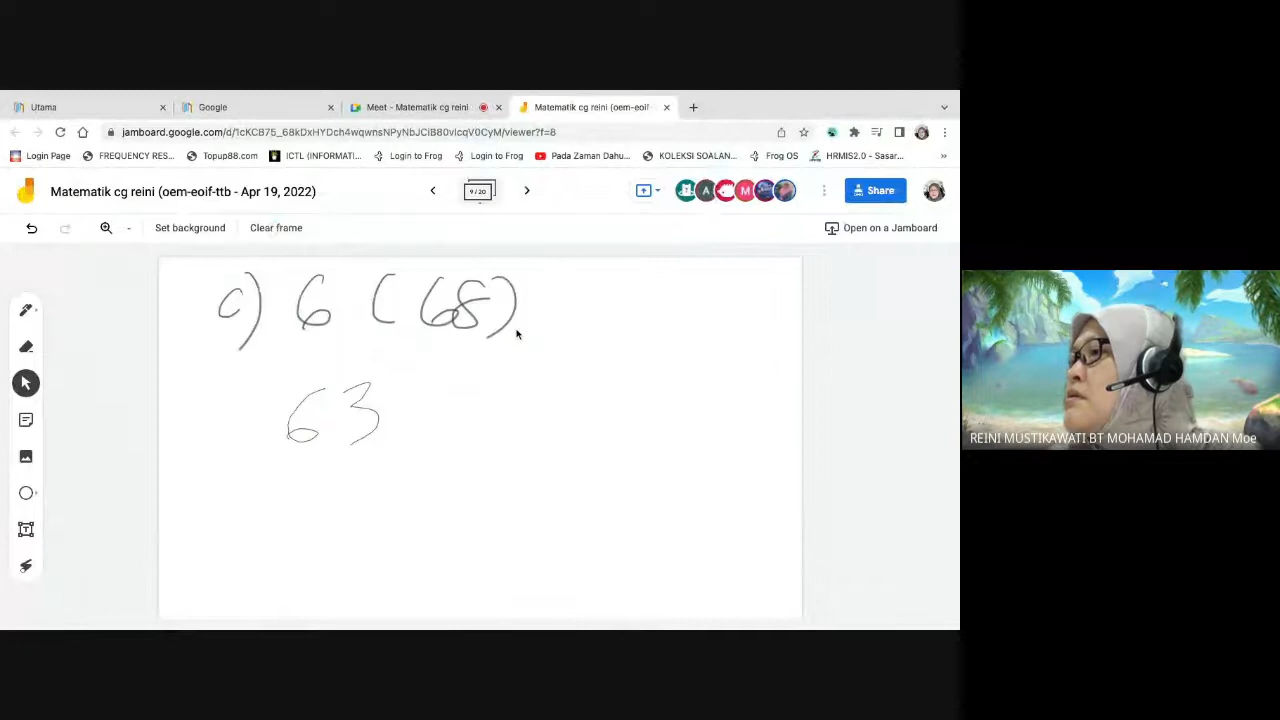 Utama
Google
Meet - Matematik cg reini
Matematik cg reini (oem-eoif-
jamboard.google.com/d/1cKCB75_68kDxHYDch4wqwnsNPyNbJCiB80vIcqV0CyM/viewer?f=8
Login Page
FREQUENCY RES...
Topup88.com
ICTL (INFORMATI...
Login to Frog
Login to Frog
Pada Zaman Dahu...
KOLEKSI SOALAN...
Frog OS
HRMIS2.0 - Sasar...
Matematik cg reini (oem-eoif-ttb - Apr 19, 2022)
9 / 20
A
M
Share
Set background
Clear frame
Open on a Jamboard
c) 6 ( 68)
63
REINI MUSTIKAWATI BT MOHAMAD HAMDAN Moe